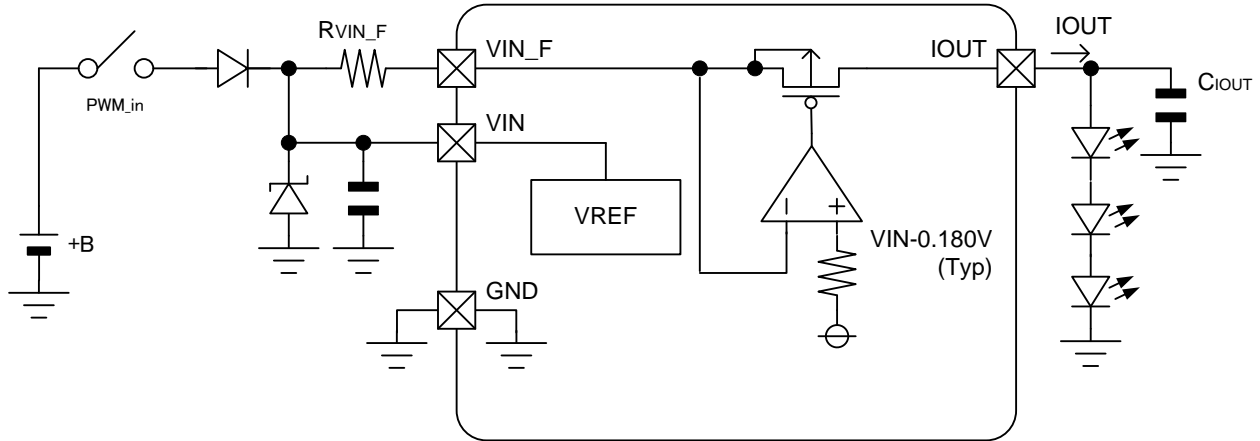 RVIN_F
VIN_F
IOUT
IOUT
CIOUT
PWM_in
VIN
VREF
+B
− +
VIN-0.180V
(Typ)
GND